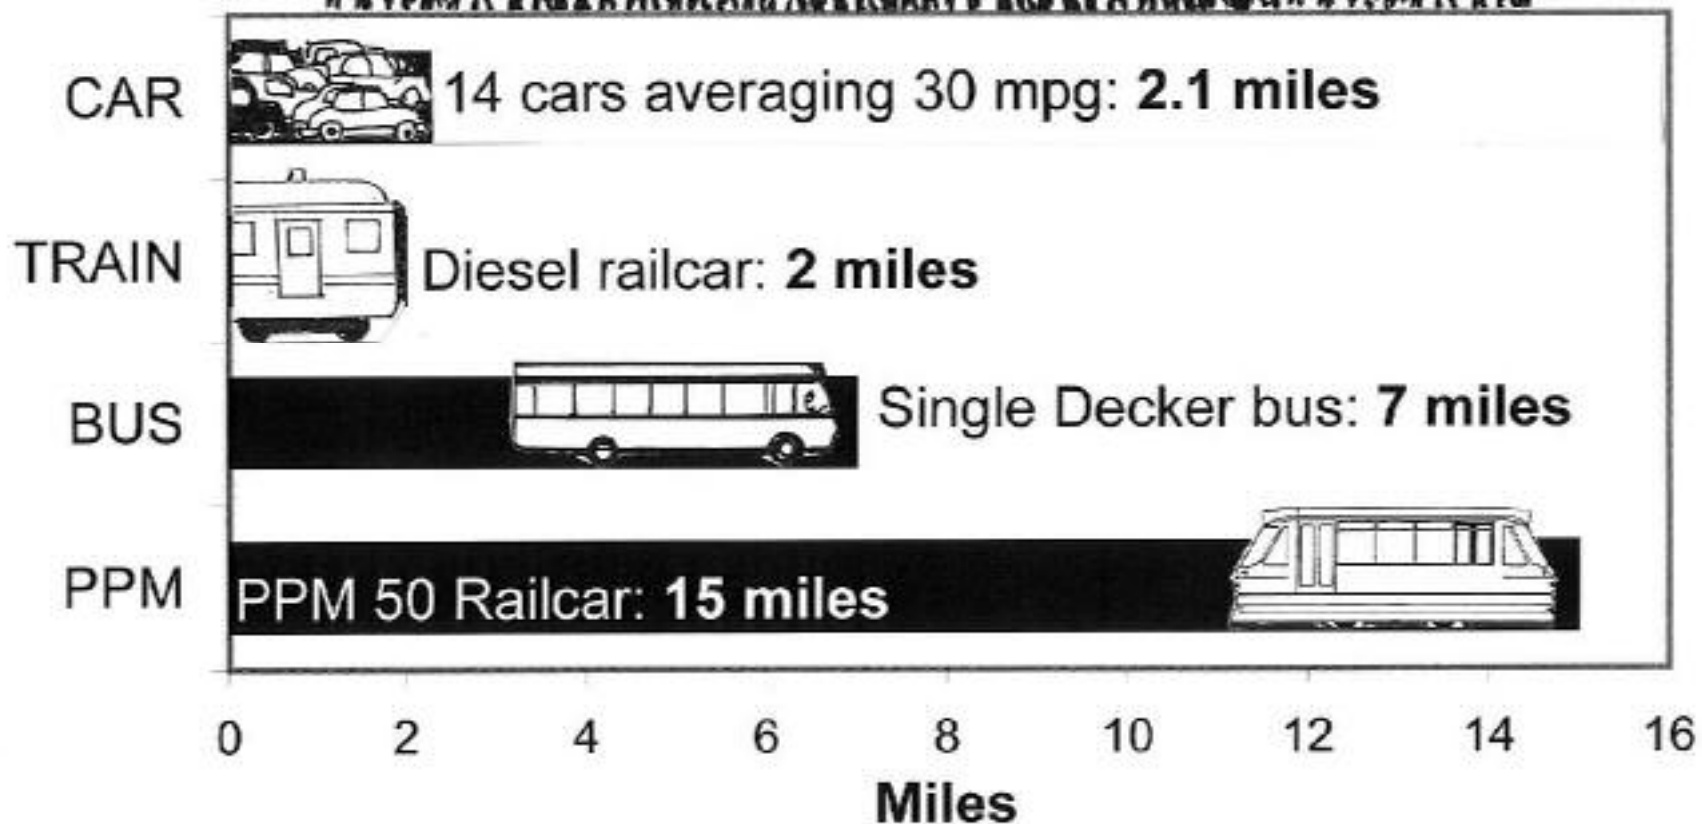 CAR
14 cars averaging 30 mpg: 2.1 miles
TRAIN
Diesel railcar: 2 miles
BUS
Single Decker bus: 7 miles
PPM
PPM 50 Railcar: 15 miles
0 2 4 6 8 10 12 14 16
Miles